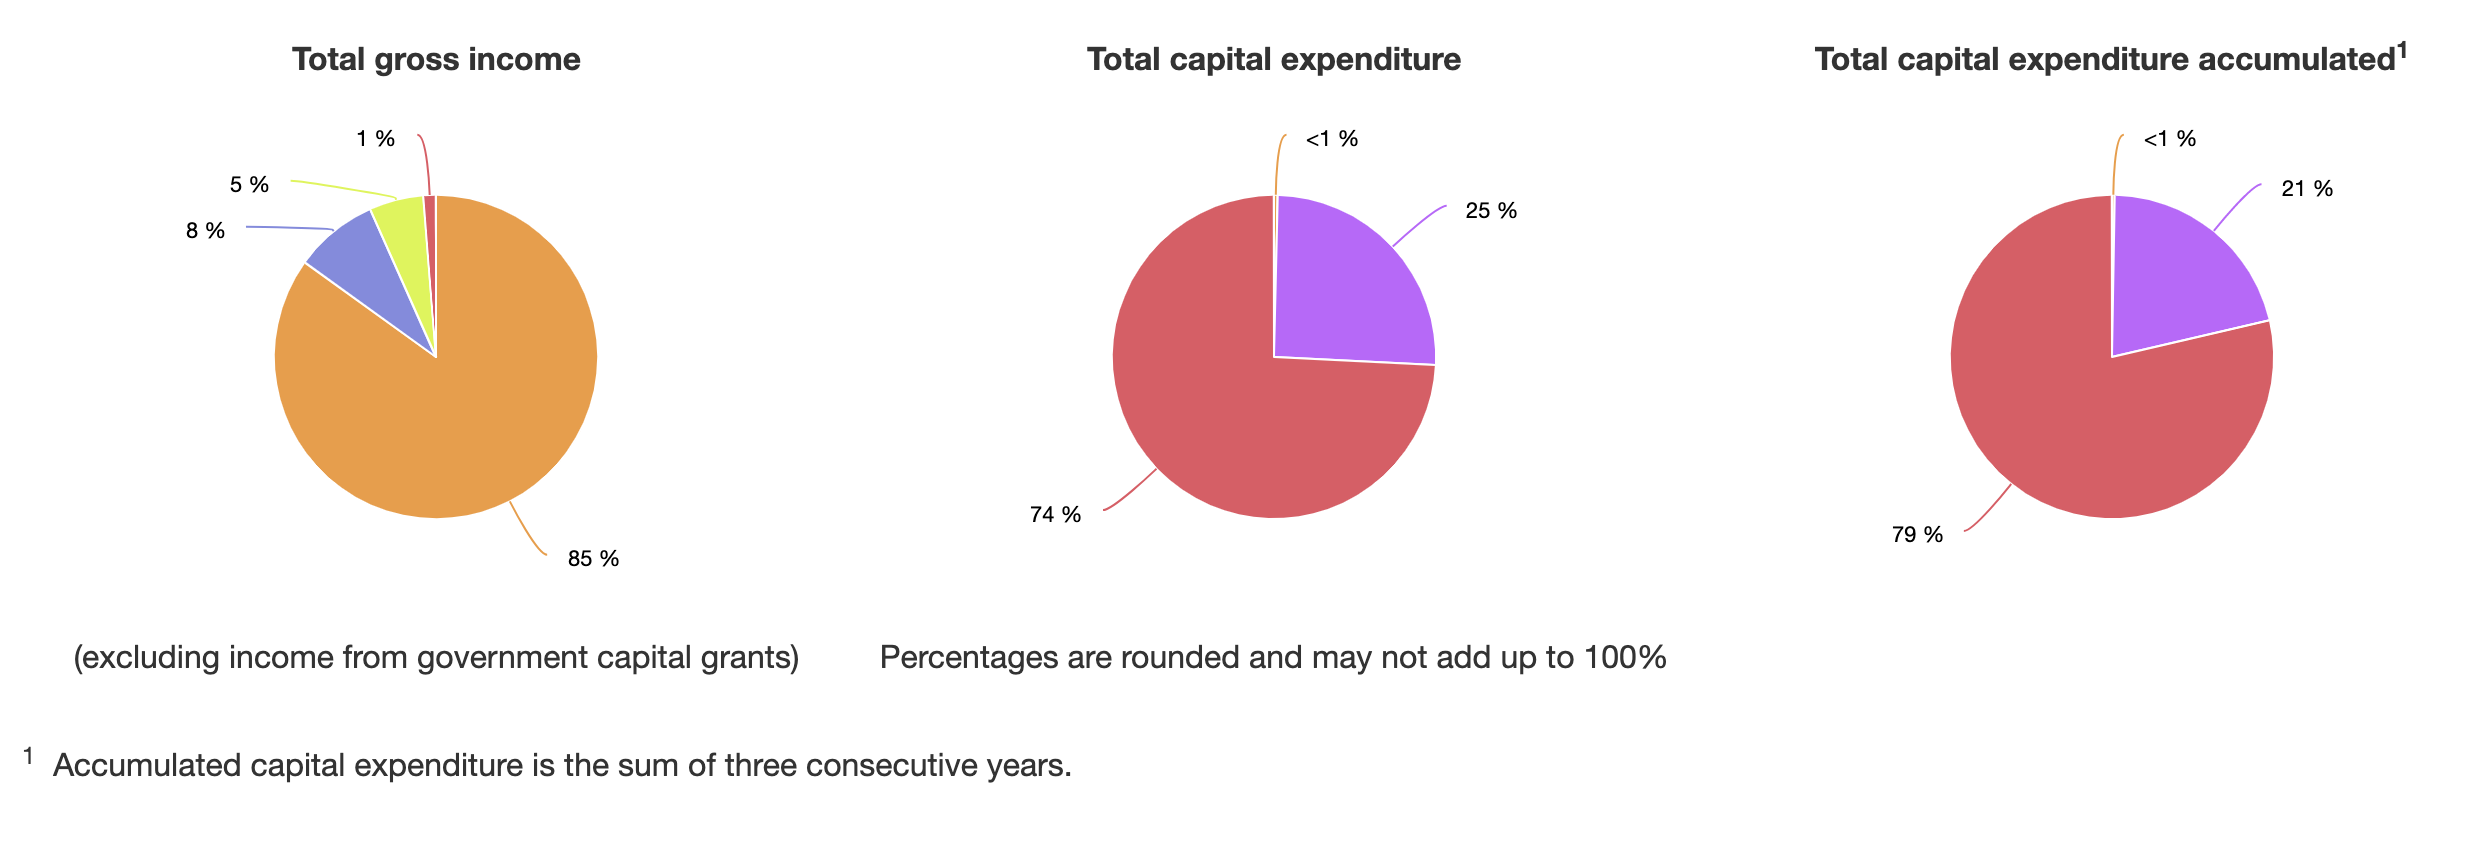 Total gross income
1 %
5 %
8 %
85 %
(excluding income from government capital grants)
Total capital expenditure
<1 %
25 %
74 %
Percentages are rounded and may not add up to 100%
Total capital expenditure accumulated¹
<1 %
21 %
79 %
¹ Accumulated capital expenditure is the sum of three consecutive years.